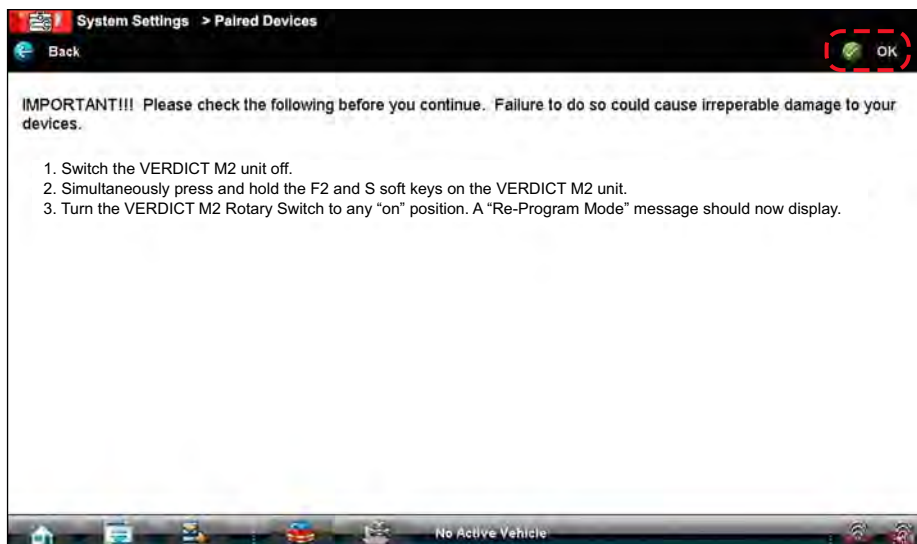 System Settings > Paired Devices
Back
OK
IMPORTANT!!! Please check the following before you continue. Failure to do so could cause irreperable damage to your
devices.
1. Switch the VERDICT M2 unit off.
2. Simultaneously press and hold the F2 and S soft keys on the VERDICT M2 unit.
3. Turn the VERDICT M2 Rotary Switch to any “on” position. A “Re-Program Mode” message should now display.
No Active Vehicle